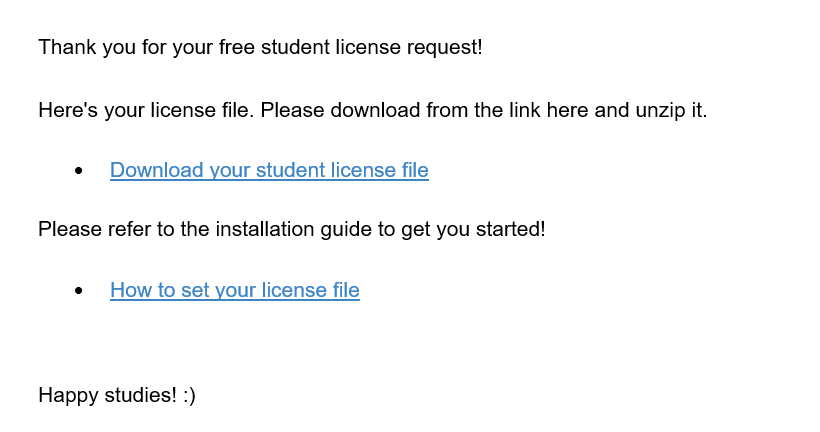 Thank you for your free student license request!
Here's your license file. Please download from the link here and unzip it.
• Download your student license file
Please refer to the installation guide to get you started!
• How to set your license file
Happy studies! :)